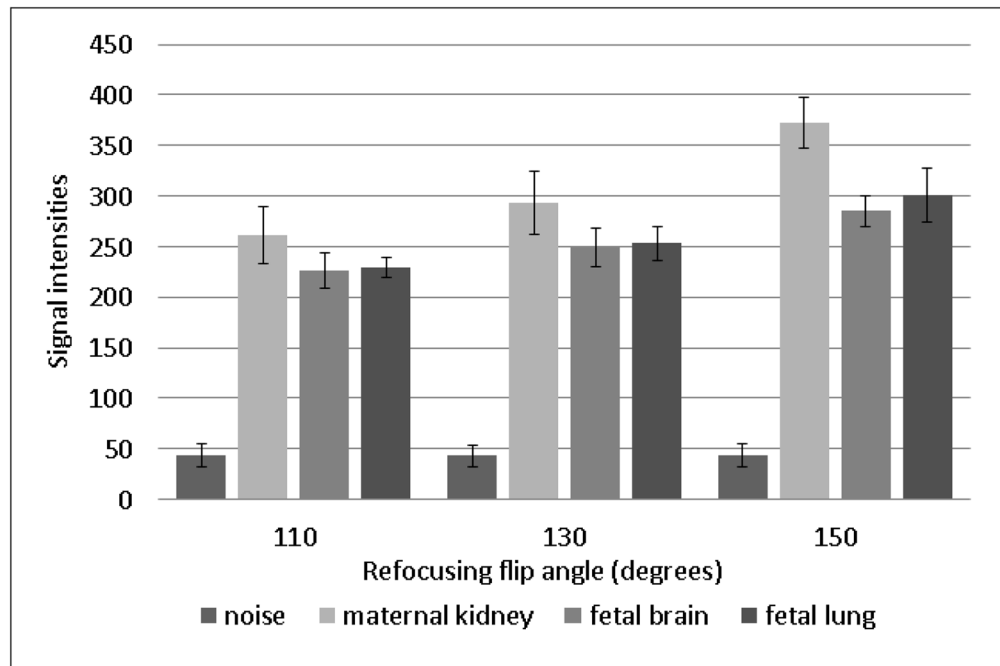 450
400
350
300
250
200
150
100
50
0
Signal intensities
110 130 150
Refocusing flip angle (degrees)
noise maternal kidney fetal brain fetal lung